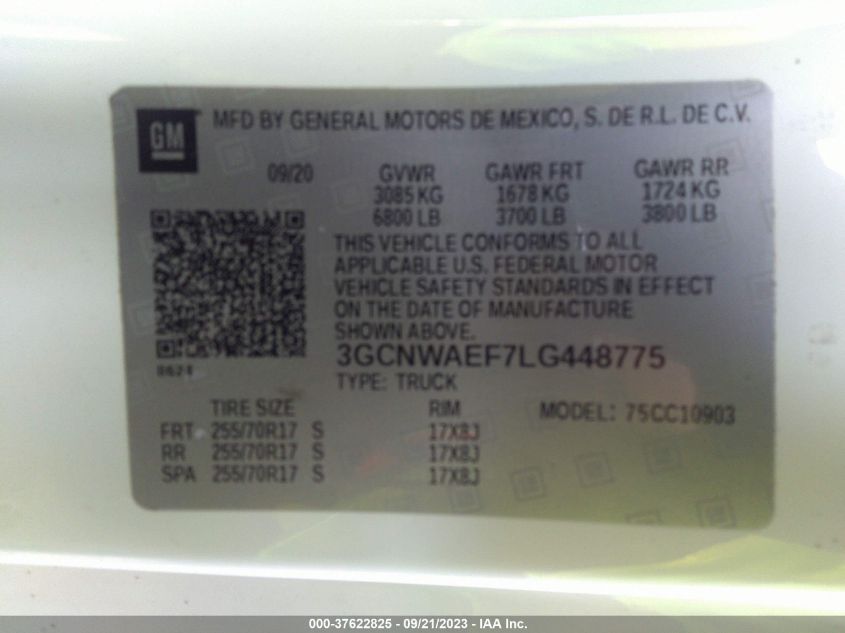 GM MFD BY GENERAL MOTORS DE MEXICO, S. DE R.L. DE C.V.
09/20 GVWR GAWR FRT GAWR RR
3085 KG 1678 KG 1724 KG
6800 LB 3700 LB 3800 LB
THIS VEHICLE CONFORMS TO ALL
APPLICABLE U.S. FEDERAL MOTOR
VEHICLE SAFETY STANDARDS IN EFFECT
ON THE DATE OF MANUFACTURE
SHOWN ABOVE.
3GCNWAEF7LG448775
8624
TYPE: TRUCK
TIRE SIZE RIM MODEL: 75CC10903
FRT 255/70R17 S 17X8J
RR 255/70R17 S 17X8J
SPA 255/70R17 S 17X8J
000-37622825 - 09/21/2023 - IAA Inc.